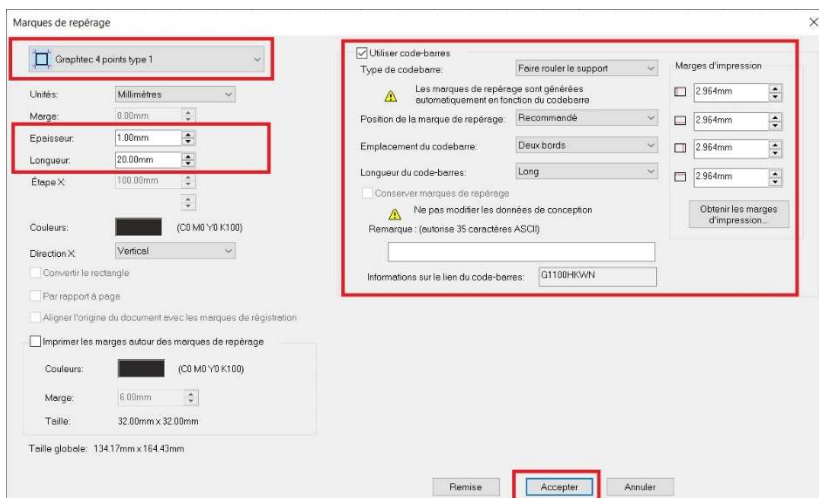 Marques de repérage
Graphtec 4 points type 1
Unités: Millimètres
Marge: 0.00mm
Epaisseur: 1.00mm
Longueur: 20.00mm
Étape X: 100.00mm
Couleurs: (C0 M0 Y0 K100)
Direction X: Vertical
Convertir le rectangle
Par rapport à page
Aligner l'origine du document avec les marques de régistration
Imprimer les marges autour des marques de repérage
Couleurs: (C0 M0 Y0 K100)
Marge: 6.00mm
Taille: 32.00mm x 32.00mm
Taille globale: 134.17mm x 164.43mm
Utiliser code-barres
Type de codebarre: Faire rouler le support
Les marques de repérage sont générées
automatiquement en fonction du codebarre
Position de la marque de repérage: Recommandé
Emplacement du codebarre: Deux bords
Longueur du code-barres: Long
Conserver marques de repérage
Ne pas modifier les données de conception
Remarque : (autorise 35 caractères ASCII)
Informations sur le lien du code-barres: G1100HKWN
Marges d'impression
2.964mm
2.964mm
2.964mm
2.964mm
Obtenir les marges
d'impression...
Remise Accepter Annuler